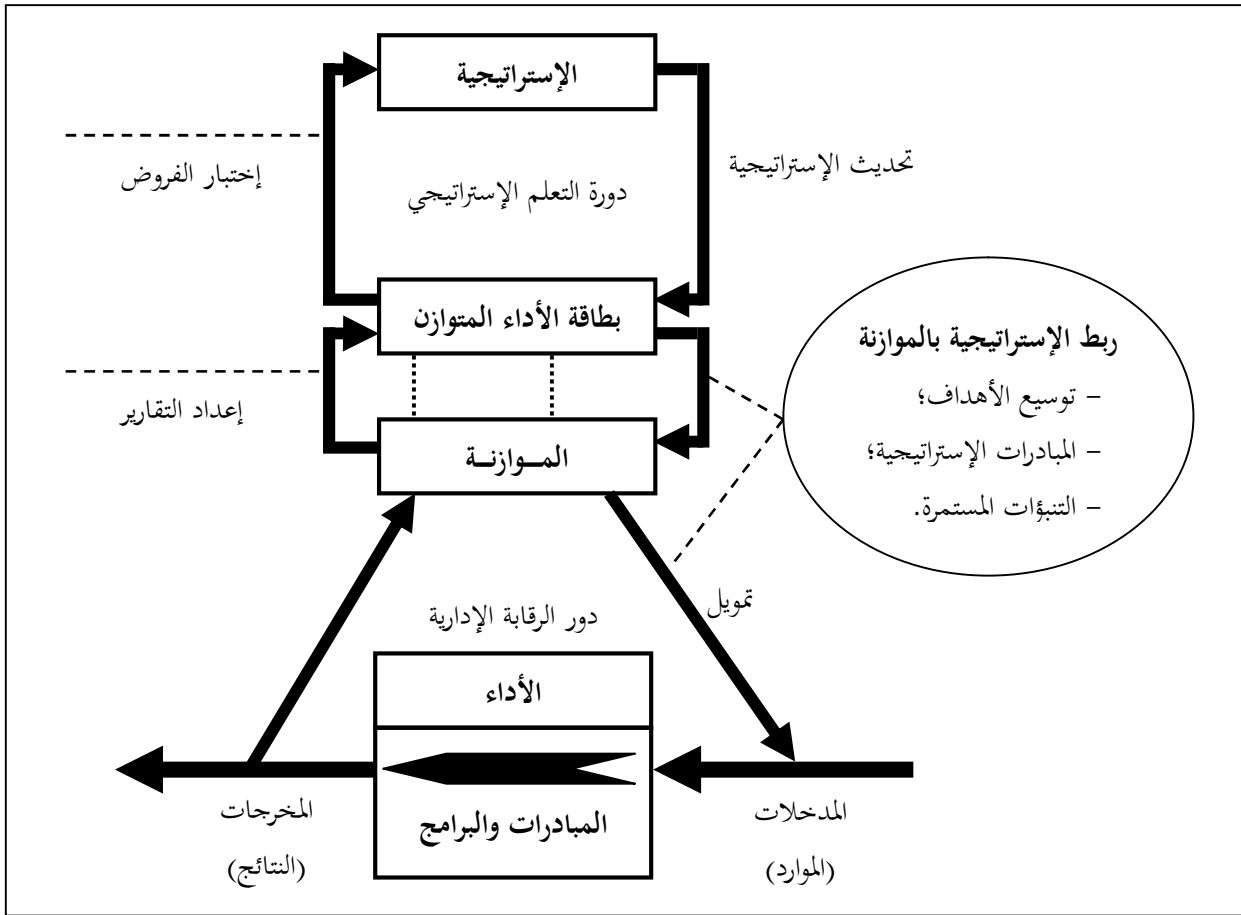 الإستراتيجية
تحديث الإستراتيجية
إختبار الفروض
دورة التعلم الإستراتيجي
بطاقة الأداء المتوازن
ربط الإستراتيجية بالموازنة
– توسيع الأهداف؛
– المبادرات الإستراتيجية؛
– التنبؤات المستمرة.
إعداد التقارير
المــوازنــة
تمويل
دور الرقابة الإدارية
الأداء
المبادرات والبرامج
المدخلات
(الموارد)
المخرجات
(النتائج)